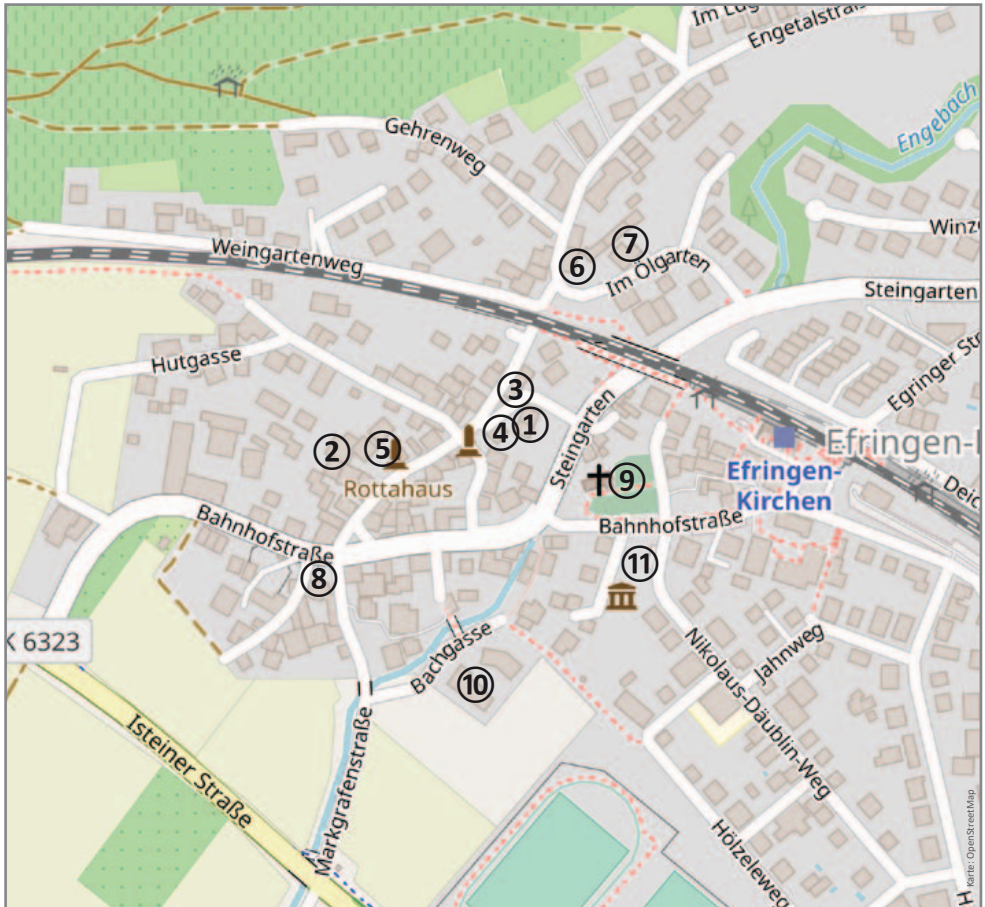 Im Lug
Engetalstraß
Engebach
Gehrenweg
Winz
Weingartenweg
⑦
⑥
Im Ölgarten
Steingarten
Hutgasse
Egringer Str
③
①
④
②
⑤
Rottahaus
Steingarten
Efringen-
Efringen-
Kirchen
⑨
Deic
Bahnhofstraße
Bahnhofstraße
⑪
⑧
K 6323
Bachgasse
⑩
Nikolaus-Däublin-Weg
Jahnweg
Isteiner Straße
Markgrafenstraße
Hölzeleweg
H
Karte: OpenStreetMap